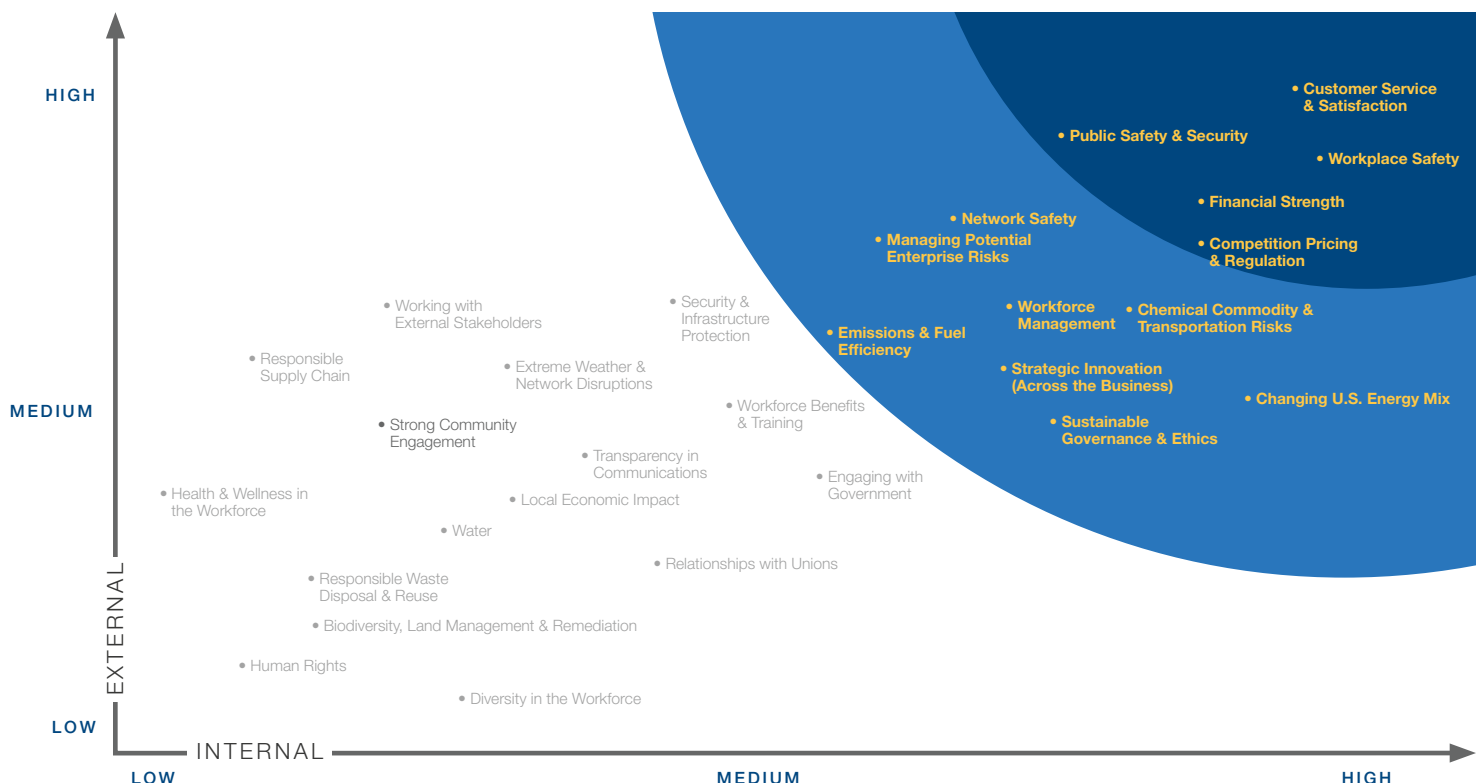 HIGH
• Customer Service
& Satisfaction
• Public Safety & Security
• Workplace Safety
• Financial Strength
• Network Safety
• Managing Potential
Enterprise Risks
• Competition Pricing
& Regulation
• Working with
External Stakeholders
• Security &
Infrastructure
Protection
• Workforce
Management
• Chemical Commodity &
Transportation Risks
• Emissions & Fuel
Efficiency
• Responsible
Supply Chain
• Extreme Weather &
Network Disruptions
• Strategic Innovation
(Across the Business)
• Changing U.S. Energy Mix
MEDIUM
• Workforce Benefits
& Training
• Strong Community
Engagement
• Sustainable
Governance & Ethics
• Transparency in
Communications
• Engaging with
Government
• Health & Wellness in
the Workforce
• Local Economic Impact
• Water
• Relationships with Unions
• Responsible Waste
Disposal & Reuse
• Biodiversity, Land Management & Remediation
• Human Rights
• Diversity in the Workforce
EXTERNAL
LOW
INTERNAL
LOW
MEDIUM
HIGH